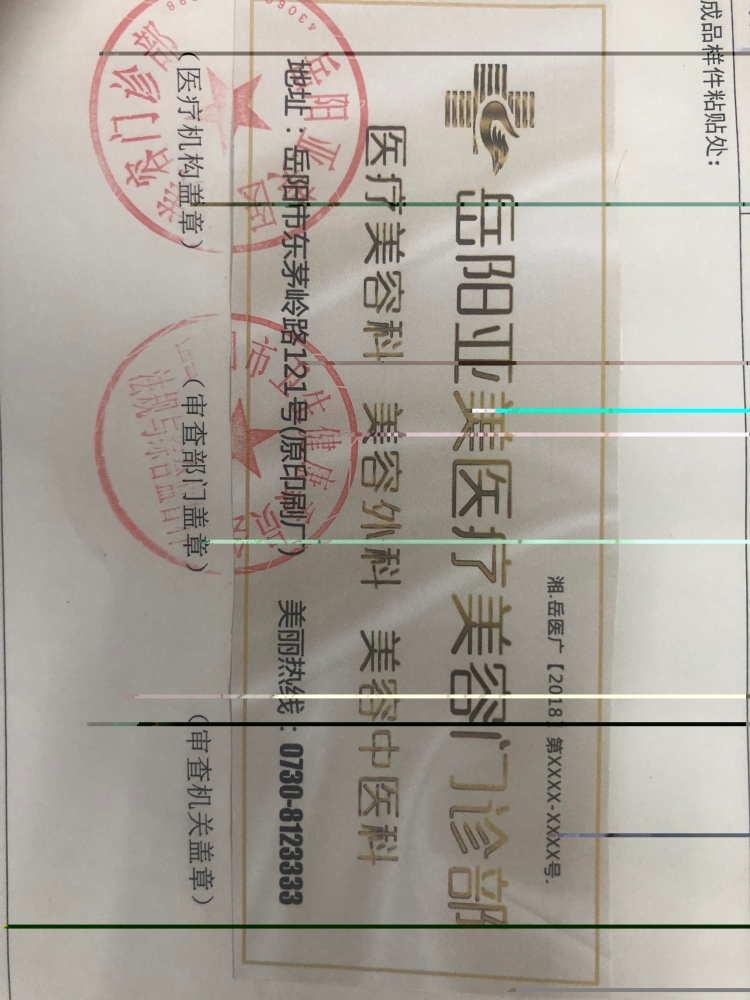 成品样件粘贴处：
湘.岳医广【2018】第XXXX-XXXX号.
岳阳亚美医疗美容门诊部
医疗美容科 美容外科 美容中医科
地址：岳阳市东茅岭路121号(原印刷厂) 美丽热线：0730-8123333
（医疗机构盖章） （审查部门盖章） （审查机关盖章）